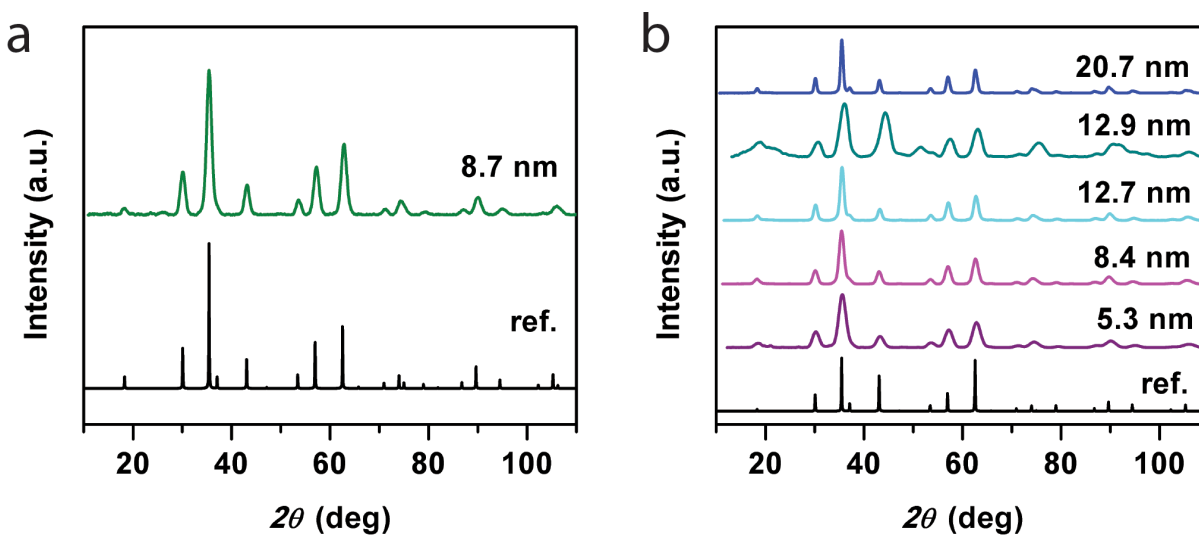 a
Intensity (a.u.)
8.7 nm
ref.
20 40 60 80 100
2θ (deg)
b
Intensity (a.u.)
20.7 nm
12.9 nm
12.7 nm
8.4 nm
5.3 nm
ref.
20 40 60 80 100
2θ (deg)